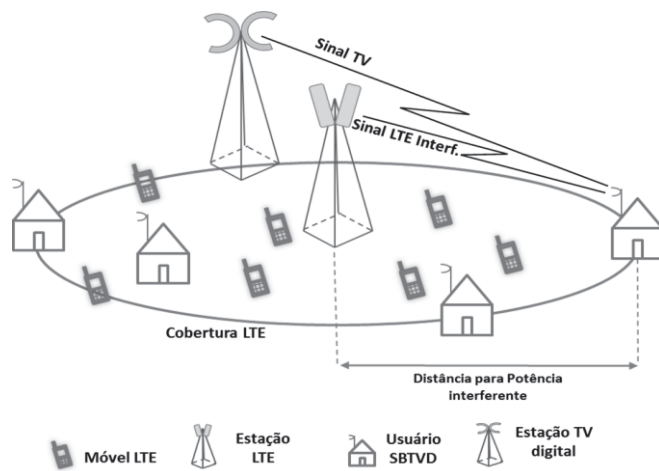 Sinal TV
Sinal LTE Interf.
Cobertura LTE
Distância para Potência
interferente
Móvel LTE
Estação
LTE
Usuário
SBTVD
Estação TV
digital